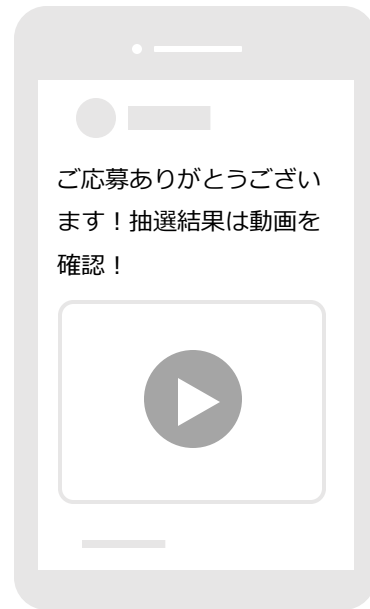 ご応募ありがとうござい
ます！抽選結果は動画を
確認！